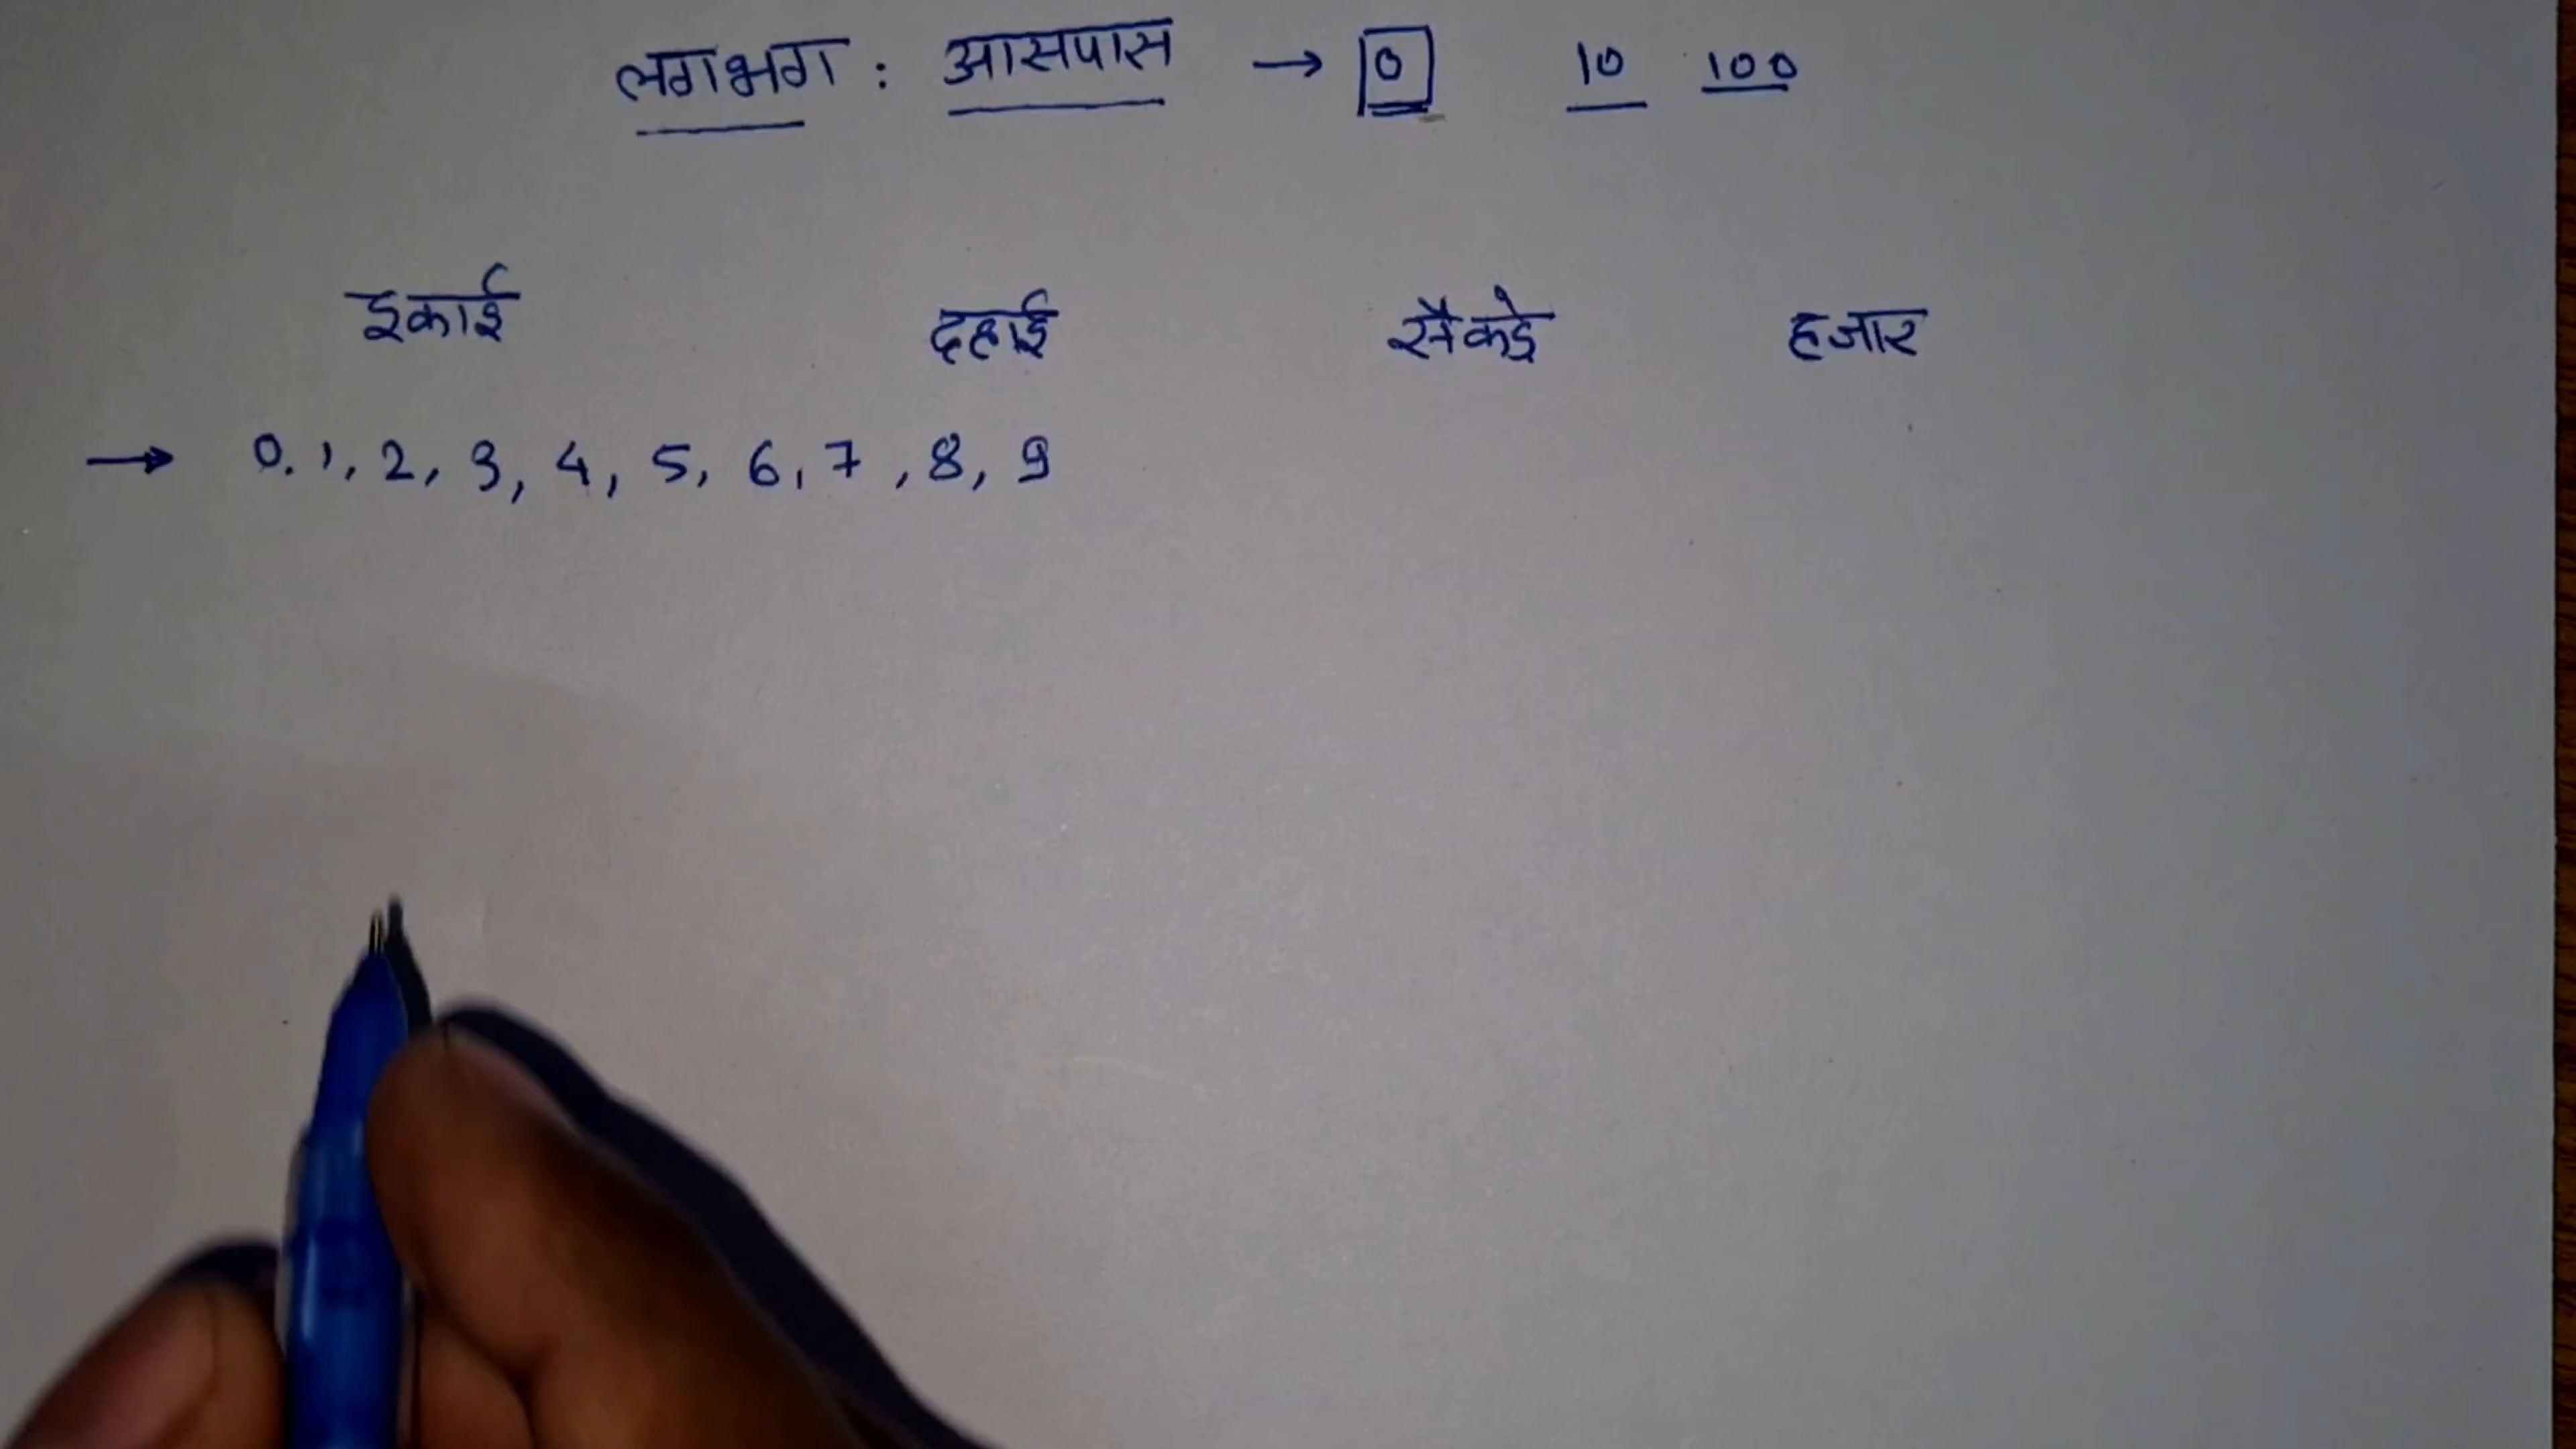 लगभग : आसपास → 0 10 100
इकाई दहाई सैकड़े हजार
→ 0, 1, 2, 3, 4, 5, 6, 7, 8, 9